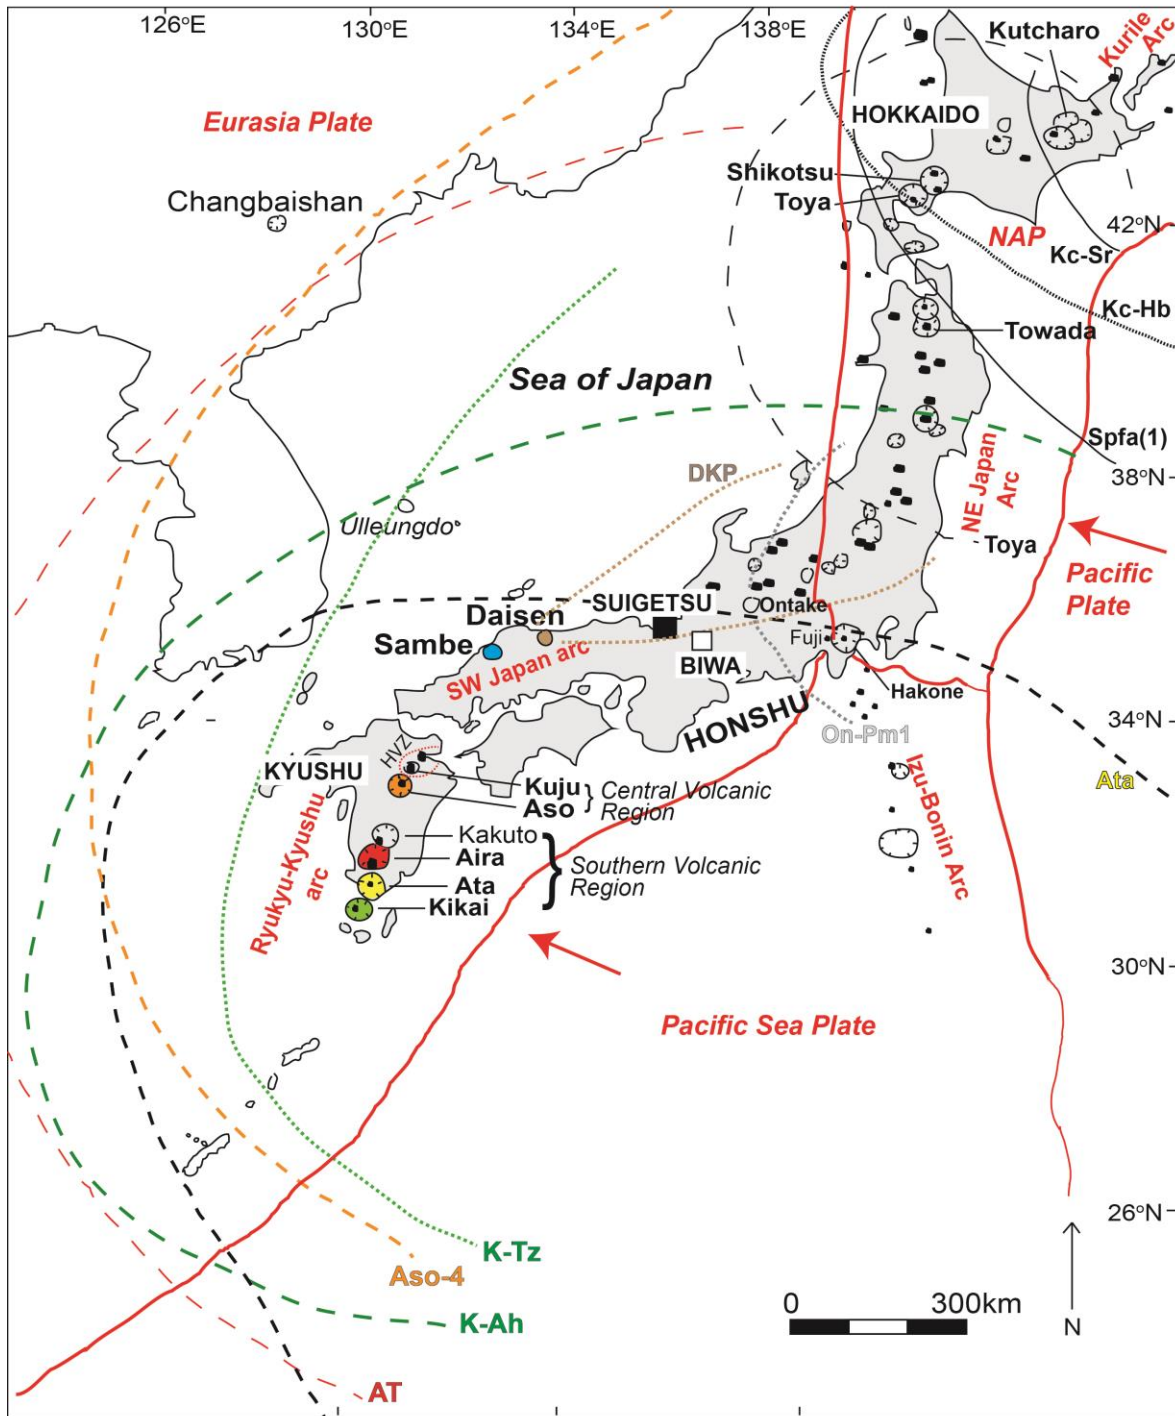 126°E
130°E
134°E
138°E
Kutcharo
Kurile
Arc
Eurasia Plate
HOKKAIDO
Changbaishan
Shikotsu
Toya
NAP
42°N
Kc-Sr
Kc-Hb
Towada
Sea of Japan
Spfa(1)
38°N
DKP
NE Japan
Arc
Ulleungdo
Toya
Pacific
Plate
Daisen
SUIGETSU
Ontake
Sambe
Fuji
BIWA
SW Japan arc
Hakone
HONSHU
34°N
On-Pm1
HVZ
KYUSHU
Kuju
Aso
Central Volcanic
Region
Ata
Izu-Bonin Arc
Kakuto
Aira
Ata
Kikai
Southern Volcanic
Region
Ryukyu-Kyushu
arc
30°N
Pacific Sea Plate
26°N
K-Tz
Aso-4
K-Ah
0
300km
N
AT